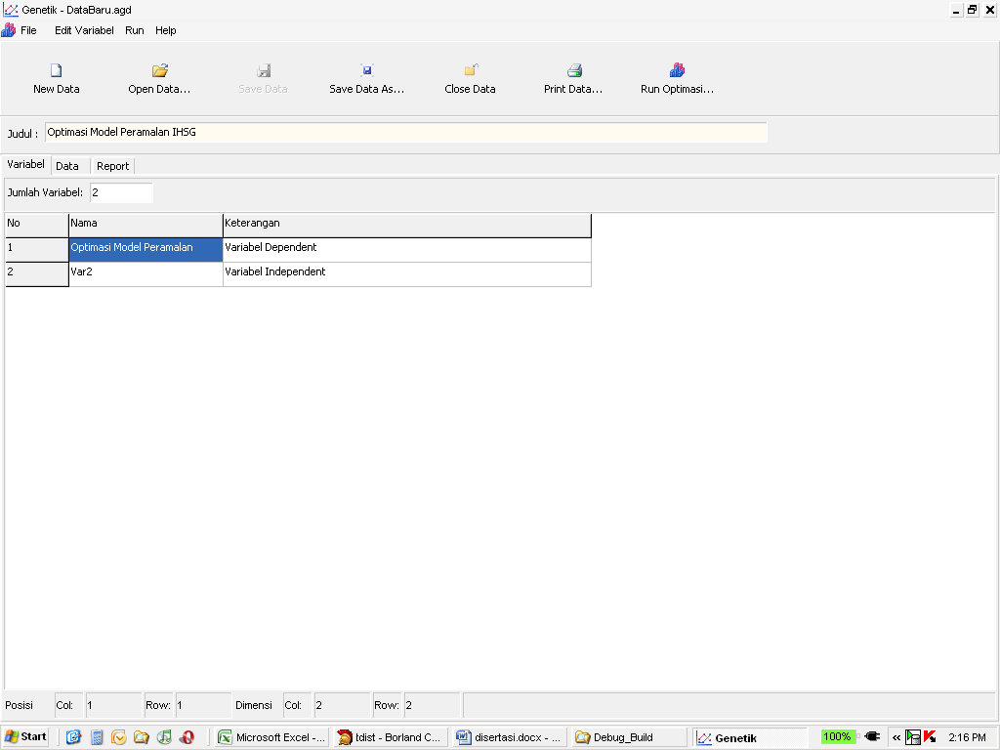 Genetik - DataBaru.agd
File Edit Variabel Run Help
New Data Open Data... Save Data Save Data As... Close Data Print Data... Run Optimasi...
Judul : Optimasi Model Peramalan IHSG
Variabel Data Report
Jumlah Variabel: 2
No Nama Keterangan
1 Optimasi Model Peramalan Variabel Dependent
2 Var2 Variabel Independent
Posisi Col: 1 Row: 1 Dimensi Col: 2 Row: 2
Start Microsoft Excel -... tdist - Borland C... disertasi.docx - ... Debug_Build Genetik 100% « 2:16 PM